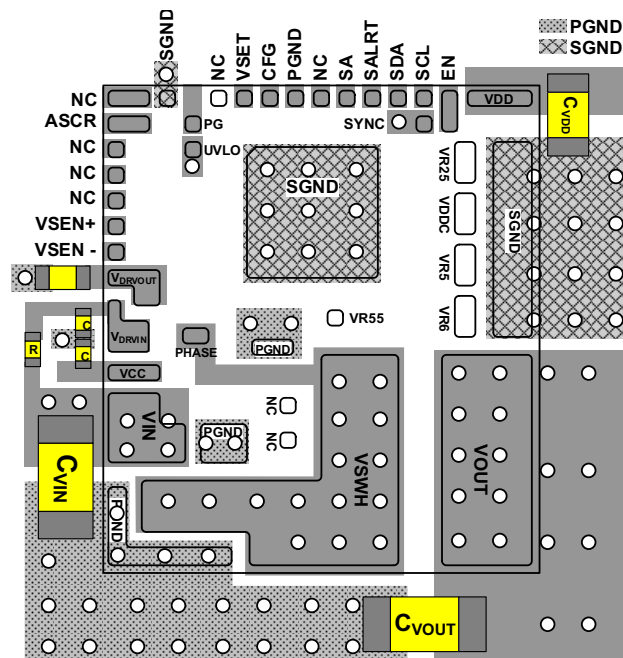 PGND
SGND
SGND
NC
VSET
CFG
PGND
NC
SA
SALRT
SDA
SCL
EN
NC
VDD
CVDD
ASCR
PG
SYNC
NC
UVLO
VR25
NC
SGND
NC
VDDC
SGND
VSEN+
VSEN -
VR5
VDRVOUT
VR6
C
VDRVIN
VR55
R
C
PHASE
PGND
VCC
NC
VIN
PGND
NC
VSWH
VOUT
CVIN
PGND
CVOUT